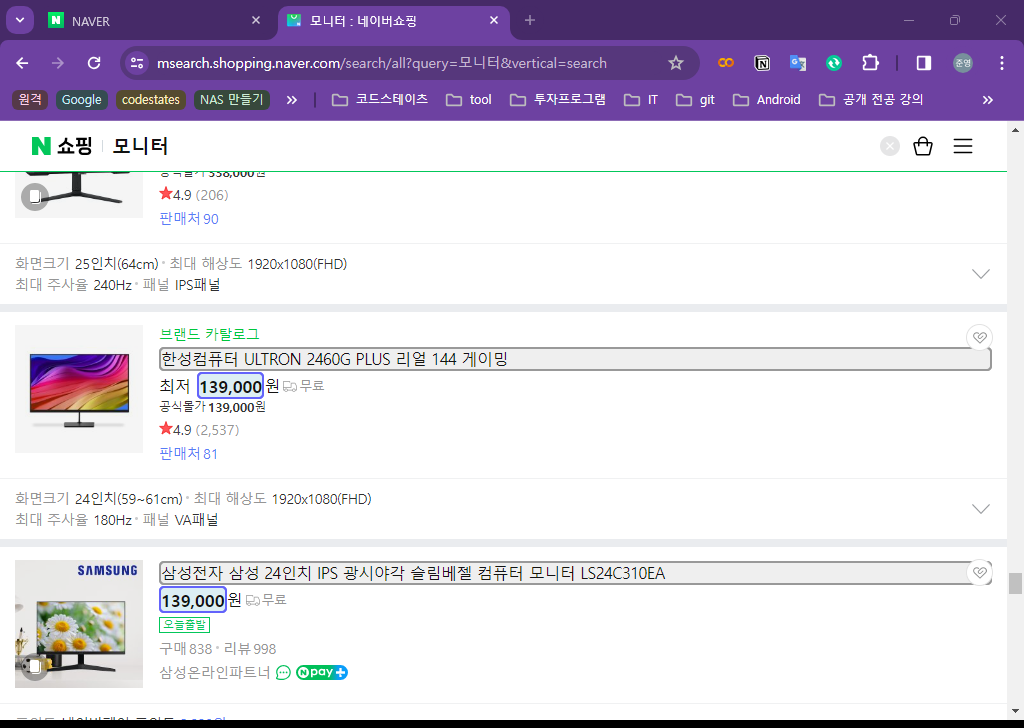 NAVER
모니터 : 네이버쇼핑
msearch.shopping.naver.com/search/all?query=모니터&vertical=search
준영
원격 Google codestates NAS 만들기 코드스테이츠 tool 투자프로그램 IT git Android 공개 전공 강의
N 쇼핑 모니터
공식몰가 338,000원
4.9 (206)
판매처 90
화면크기 25인치(64cm) · 최대 해상도 1920x1080(FHD)
최대 주사율 240Hz · 패널 IPS패널
브랜드 카탈로그
한성컴퓨터 ULTRON 2460G PLUS 리얼 144 게이밍
최저 139,000원 무료
공식몰가 139,000원
4.9 (2,537)
판매처 81
화면크기 24인치(59~61cm) · 최대 해상도 1920x1080(FHD)
최대 주사율 180Hz · 패널 VA패널
SAMSUNG
삼성전자 삼성 24인치 IPS 광시야각 슬림베젤 컴퓨터 모니터 LS24C310EA
139,000원 무료
오늘출발
구매 838 · 리뷰 998
삼성온라인파트너 N pay +